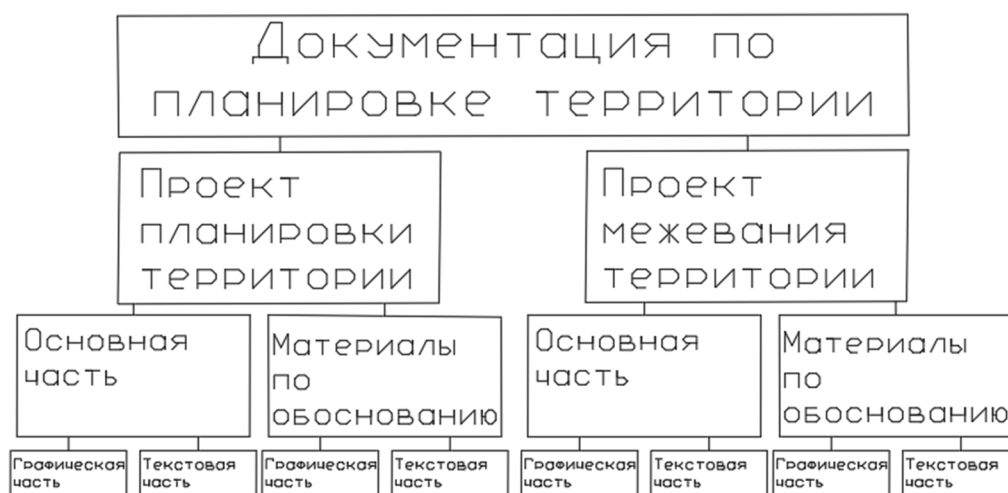 Документация по
планировке территории
Проект
планировки
территории
Проект
межевания
территории
Основная
часть
Материалы
по
обоснованию
Основная
часть
Материалы
по
обоснованию
Графическая
часть
Текстовая
часть
Графическая
часть
Текстовая
часть
Графическая
часть
Текстовая
часть
Графическая
часть
Текстовая
часть